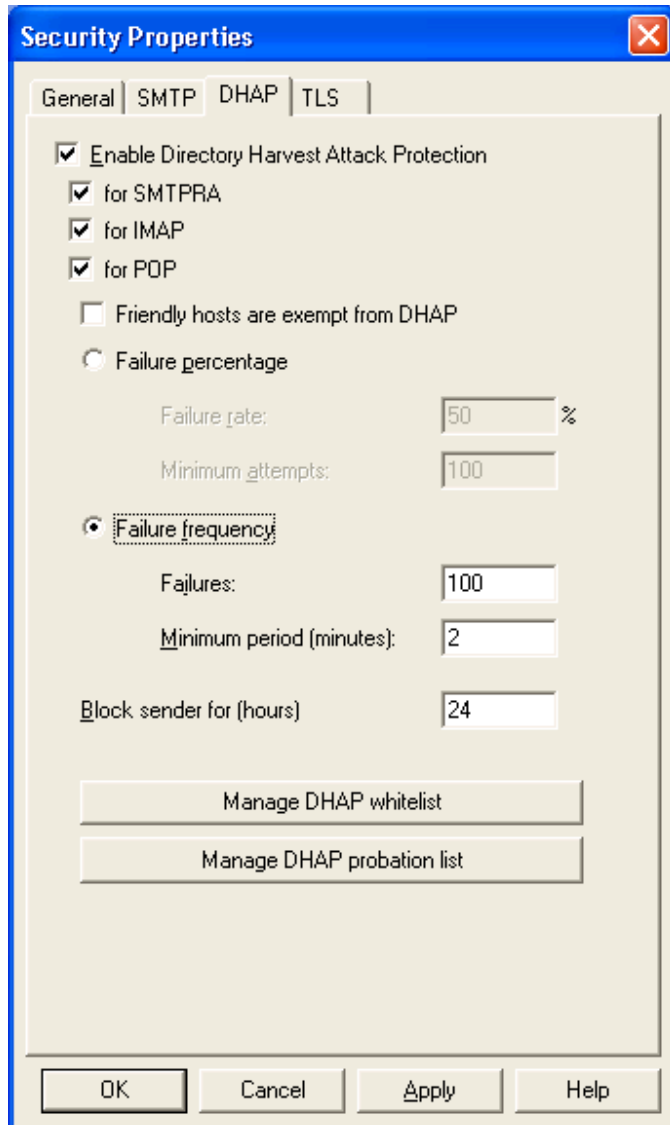 Security Properties
General SMTP DHAP TLS
Enable Directory Harvest Attack Protection
for SMTPRA
for IMAP
for POP
Friendly hosts are exempt from DHAP
Failure percentage
Failure rate: 50 %
Minimum attempts: 100
Failure frequency
Failures: 100
Minimum period (minutes): 2
Block sender for (hours) 24
Manage DHAP whitelist
Manage DHAP probation list
OK Cancel Apply Help